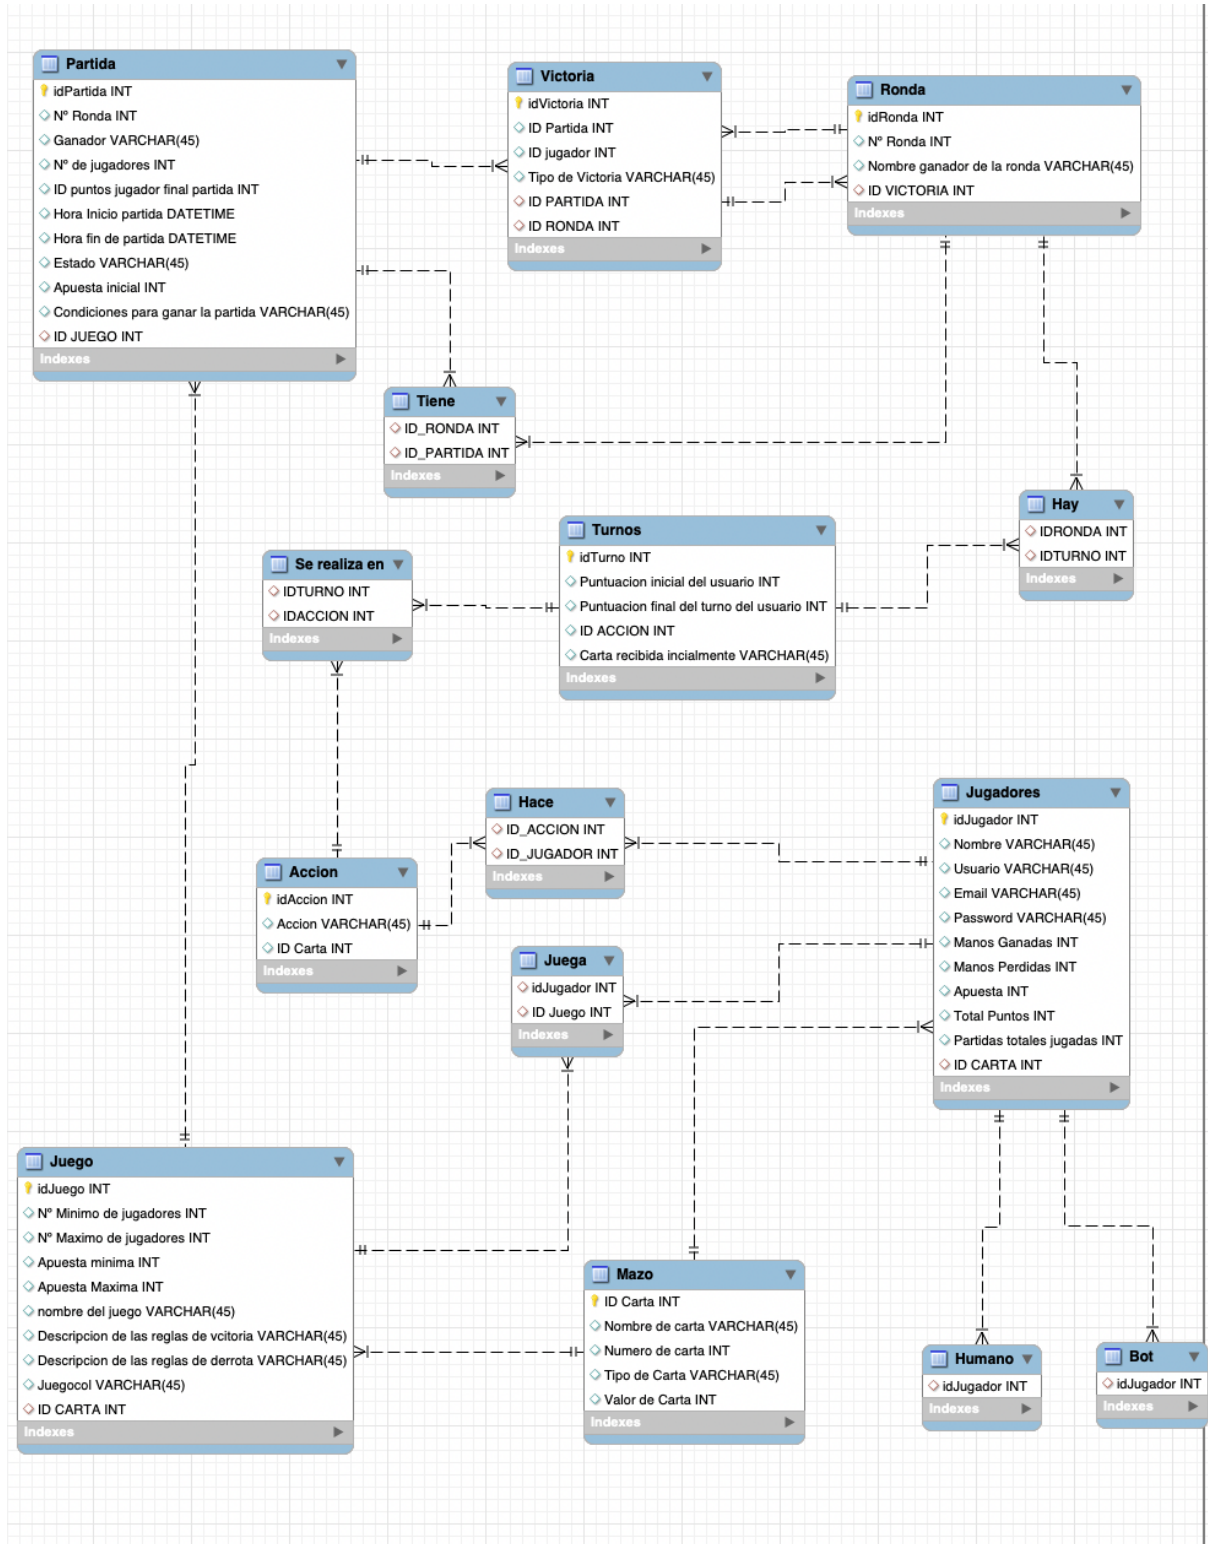 Partida
idPartida INT
Nº Ronda INT
Ganador VARCHAR(45)
Nº de jugadores INT
ID puntos jugador final partida INT
Hora Inicio partida DATETIME
Hora fin de partida DATETIME
Estado VARCHAR(45)
Apuesta inicial INT
Condiciones para ganar la partida VARCHAR(45)
ID JUEGO INT
Indexes
Victoria
idVictoria INT
ID Partida INT
ID jugador INT
Tipo de Victoria VARCHAR(45)
ID PARTIDA INT
ID RONDA INT
Indexes
Ronda
idRonda INT
Nº Ronda INT
Nombre ganador de la ronda VARCHAR(45)
ID VICTORIA INT
Indexes
Tiene
ID_RONDA INT
ID_PARTIDA INT
Indexes
Hay
IDRONDA INT
IDTURNO INT
Indexes
Turnos
idTurno INT
Puntuacion inicial del usuario INT
Puntuacion final del turno del usuario INT
ID ACCION INT
Carta recibida incialmente VARCHAR(45)
Indexes
Se realiza en
IDTURNO INT
IDACCION INT
Indexes
Hace
ID_ACCION INT
ID_JUGADOR INT
Indexes
Jugadores
idJugador INT
Nombre VARCHAR(45)
Usuario VARCHAR(45)
Email VARCHAR(45)
Password VARCHAR(45)
Manos Ganadas INT
Manos Perdidas INT
Apuesta INT
Total Puntos INT
Partidas totales jugadas INT
ID CARTA INT
Indexes
Accion
idAccion INT
Accion VARCHAR(45)
ID Carta INT
Indexes
Juega
idJugador INT
ID Juego INT
Indexes
Juego
idJuego INT
Nº Minimo de jugadores INT
Nº Maximo de jugadores INT
Apuesta minima INT
Apuesta Maxima INT
nombre del juego VARCHAR(45)
Descripcion de las reglas de vcitoria VARCHAR(45)
Descripcion de las reglas de derrota VARCHAR(45)
Juegocol VARCHAR(45)
ID CARTA INT
Indexes
Mazo
ID Carta INT
Nombre de carta VARCHAR(45)
Numero de carta INT
Tipo de Carta VARCHAR(45)
Valor de Carta INT
Indexes
Humano
idJugador INT
Indexes
Bot
idJugador INT
Indexes